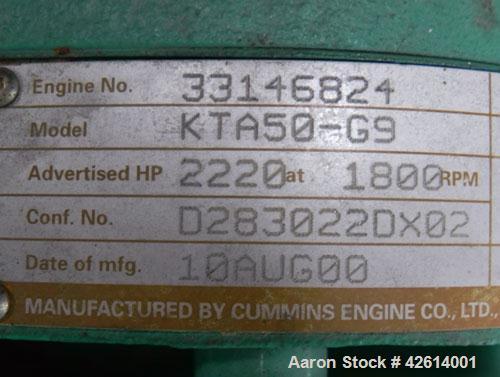 Engine No. 33146824
Model KTA50-G9
Advertised HP 2220 at 1800 RPM
Conf. No. D283022DX02
Date of mfg. 10AUG00
MANUFACTURED BY CUMMINS ENGINE CO., LTD.,
Aaron Stock # 42614001